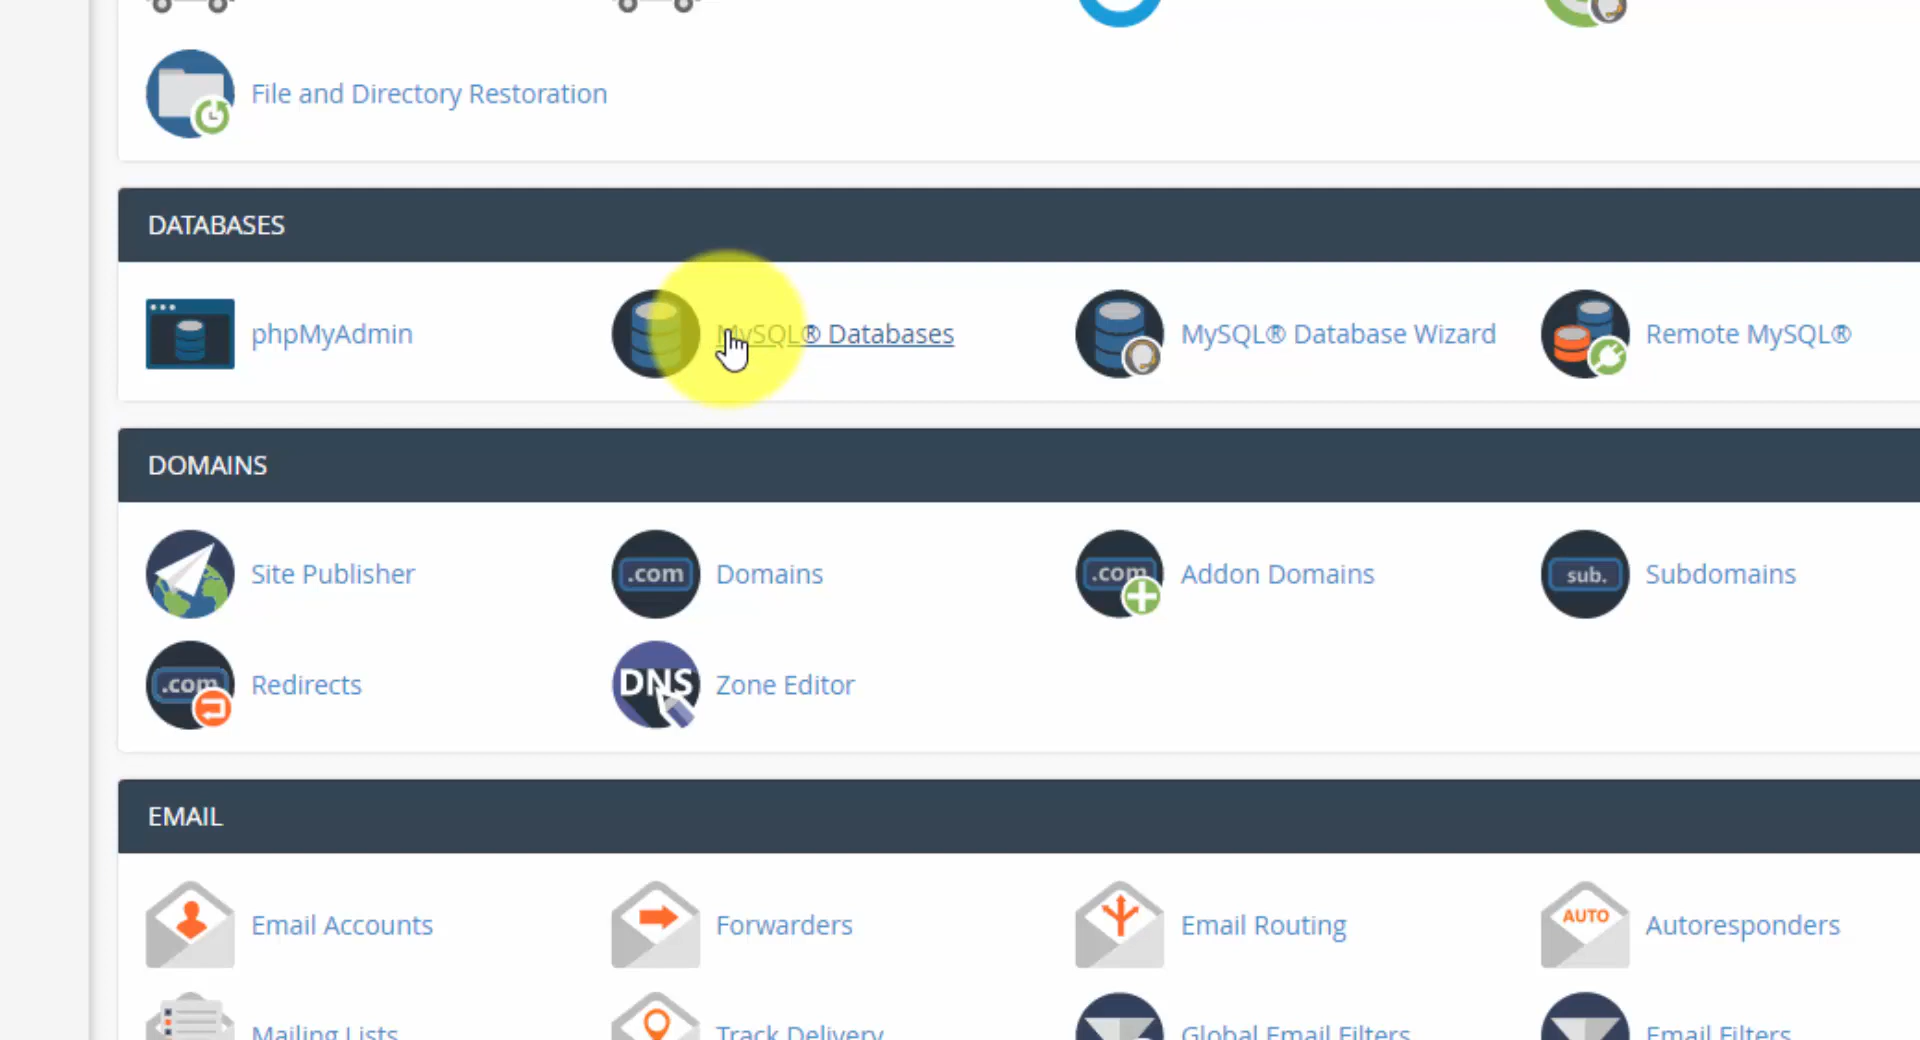 File and Directory Restoration
DATABASES
phpMyAdmin
MySQL® Databases
MySQL® Database Wizard
Remote MySQL®
DOMAINS
Site Publisher
.com
Domains
.com
Addon Domains
sub.
Subdomains
.com
Redirects
DNS
Zone Editor
EMAIL
Email Accounts
Forwarders
Email Routing
AUTO
Autoresponders
Mailing Lists
Track Delivery
Global Email Filters
Email Filters